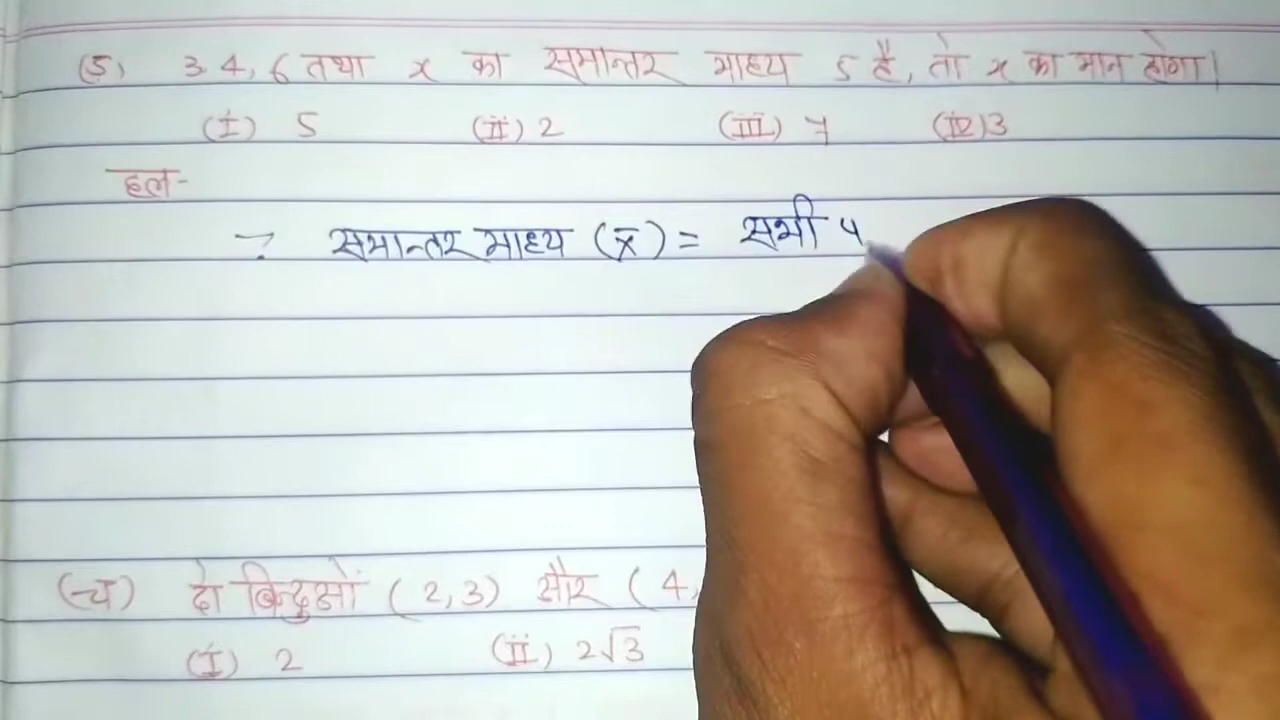 (ङ) 3, 4, 6 तथा x का समान्तर माध्य 5 है, तो x का मान होगा।
(I) 5 (II) 2 (III) 7 (IV) 3
हल-
∵ समान्तर माध्य (x̄) = सभी
(च) दो बिन्दुओं (2,3) और (4,
(I) 2 (II) 2√3